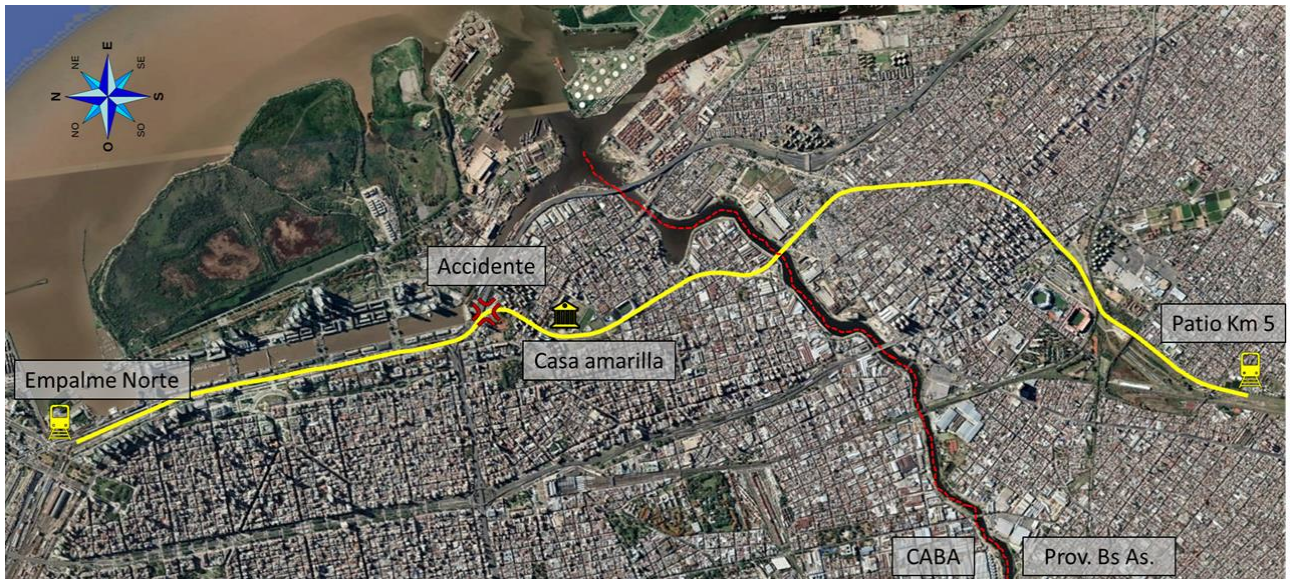 E
NE
SE
N
S
NO
SO
O
Accidente
Casa amarilla
Patio Km 5
Empalme Norte
CABA
Prov. Bs As.